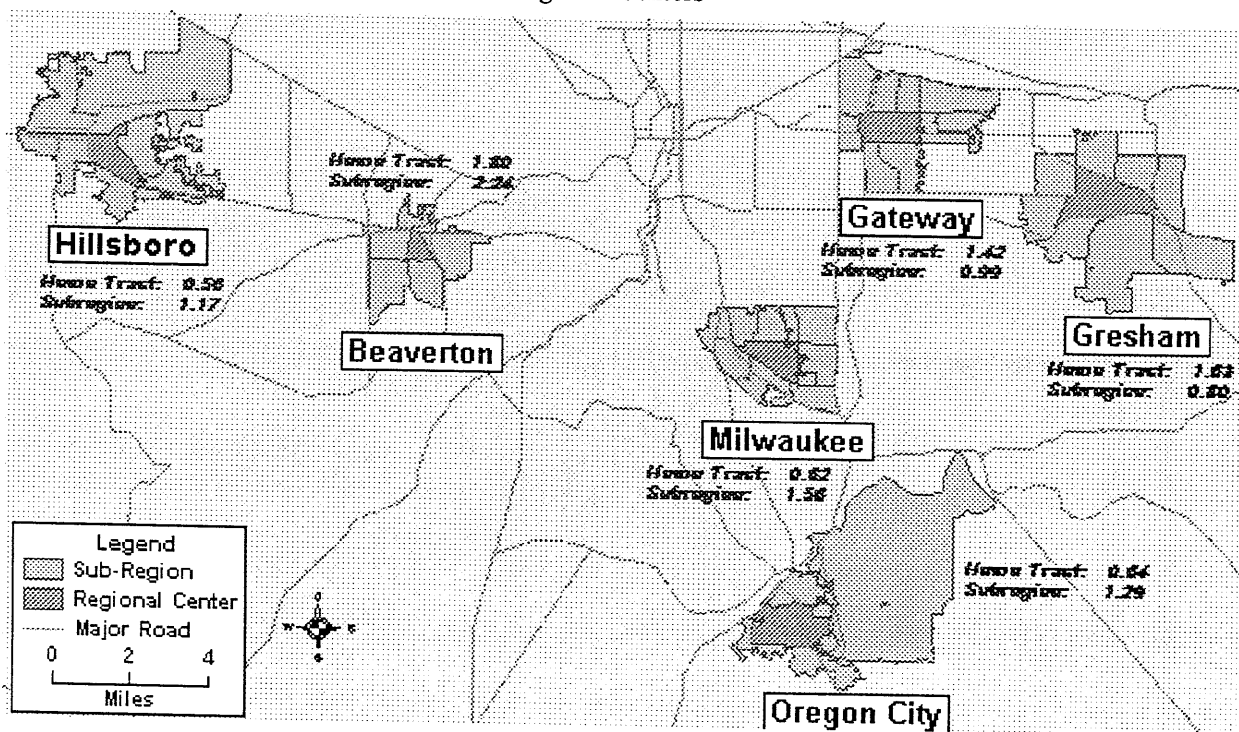 Hillsboro
Home Tract: 0.56
Subregion: 1.17
Home Tract: 1.80
Subregion: 2.24
Beaverton
Gateway
Home Tract: 1.42
Subregion: 0.99
Gresham
Home Tract: 1.63
Subregion: 0.80
Milwaukee
Home Tract: 0.62
Subregion: 1.56
Home Tract: 0.64
Subregion: 1.29
Oregon City
Legend
Sub-Region
Regional Center
Major Road
0 2 4
Miles
W E